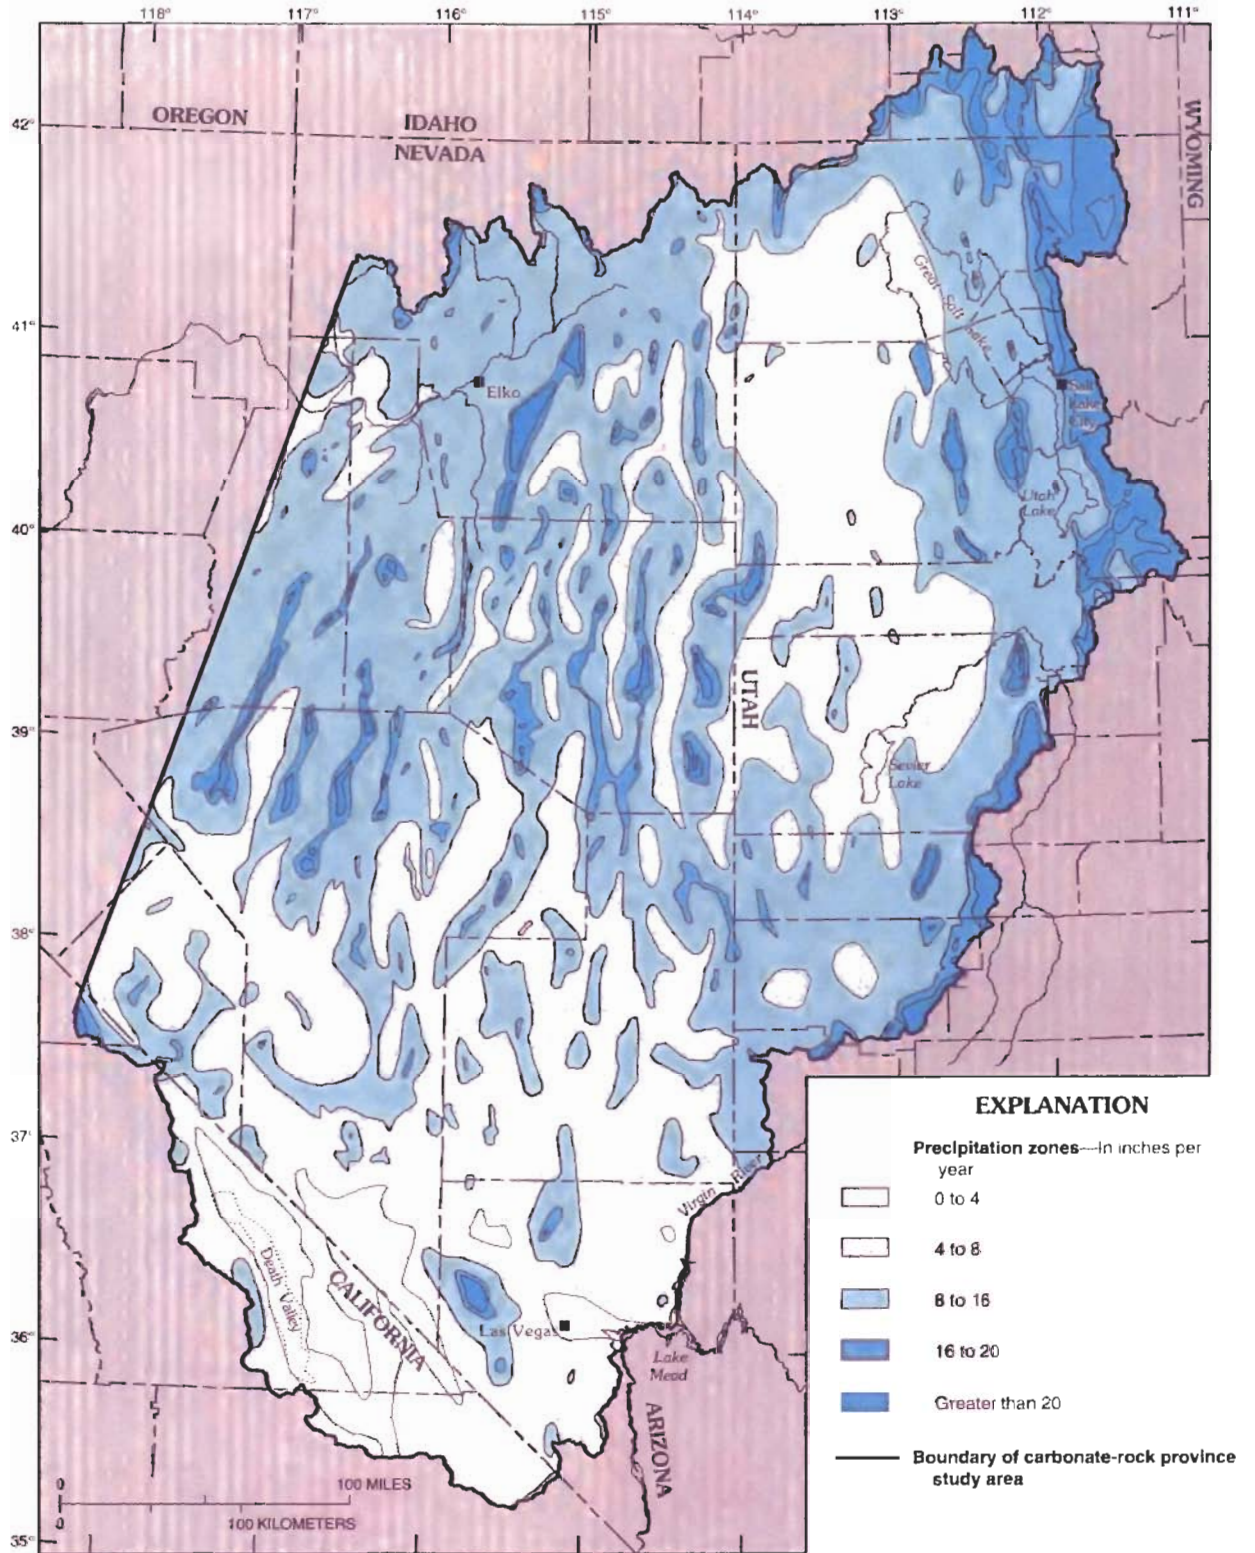 118° 117° 116° 115° 114° 113° 112° 111°
42°
41°
40°
39°
38°
37°
36°
35°
OREGON
IDAHO
NEVADA
WYOMING
Great Salt Lake
Elko
Salt
Lake
City
Utah
Lake
UTAH
Sevier
Lake
Virgin River
Death Valley
CALIFORNIA
Las Vegas
Lake
Mead
ARIZONA
0 100 MILES
0 100 KILOMETERS
EXPLANATION
Precipitation zones—In inches per
year
0 to 4
4 to 8
8 to 16
16 to 20
Greater than 20
Boundary of carbonate-rock province
study area